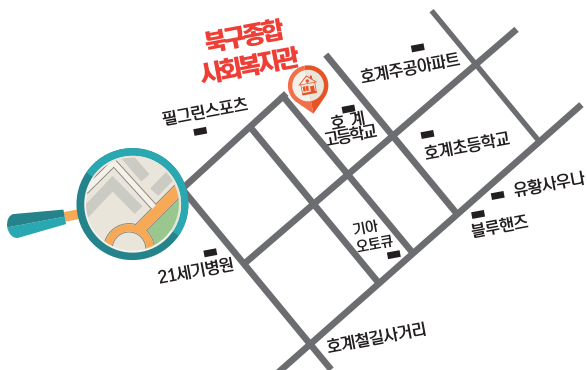 북구종합
사회복지관
필그린스포츠
호계주공아파트
호 계
고등학교
호계초등학교
유황사우나
블루핸즈
기아
오토큐
21세기병원
호계철길사거리